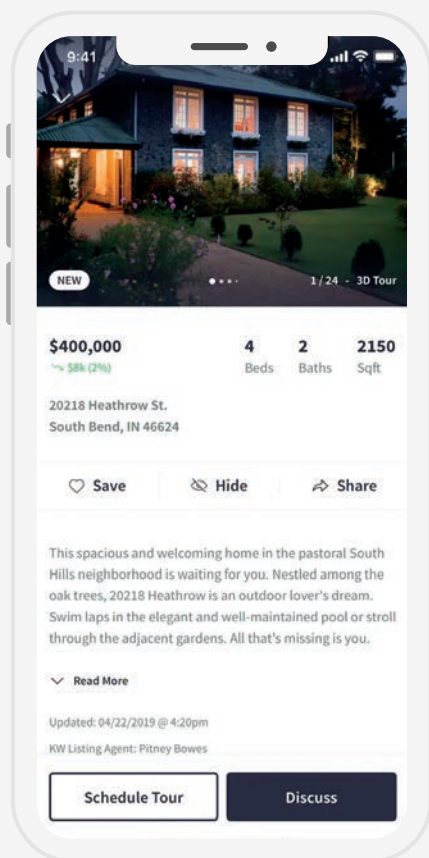 9:41
NEW
1 / 24 - 3D Tour
$400,000
4
2
2150
$8k (2%)
Beds
Baths
Sqft
20218 Heathrow St.
South Bend, IN 46624
Save
Hide
Share
This spacious and welcoming home in the pastoral South
Hills neighborhood is waiting for you. Nestled among the
oak trees, 20218 Heathrow is an outdoor lover's dream.
Swim laps in the elegant and well-maintained pool or stroll
through the adjacent gardens. All that's missing is you.
Read More
Updated: 04/22/2019 @ 4:20pm
KW Listing Agent: Pitney Bowes
Schedule Tour
Discuss